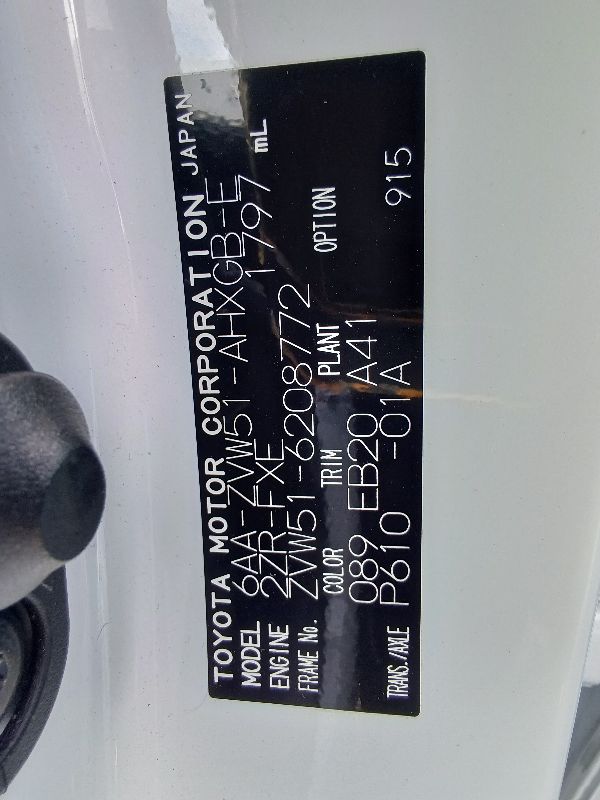 TOYOTA MOTOR CORPORATION JAPAN
MODEL 6AA-ZVW51-AHXGB-E
ENGINE 2ZR-FXE 1797 mL
FRAME No. ZVW51-6208772
COLOR TRIM PLANT OPTION
089 EB20 A41
TRANS./AXLE P610 -01A 915